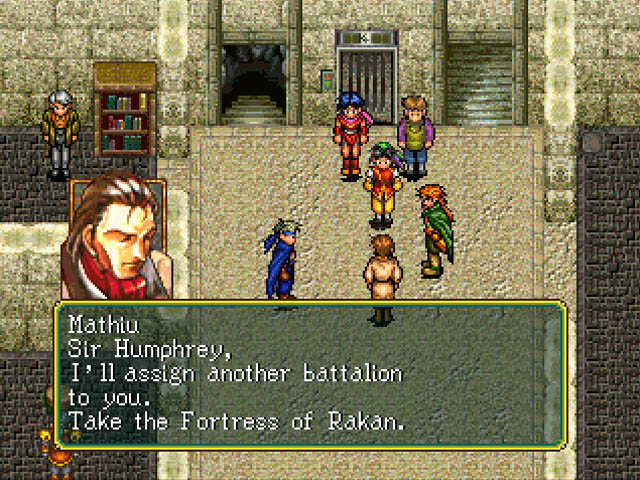 Mathiu
Sir Humphrey,
I'll assign another battalion
to you.
Take the Fortress of Rakan.